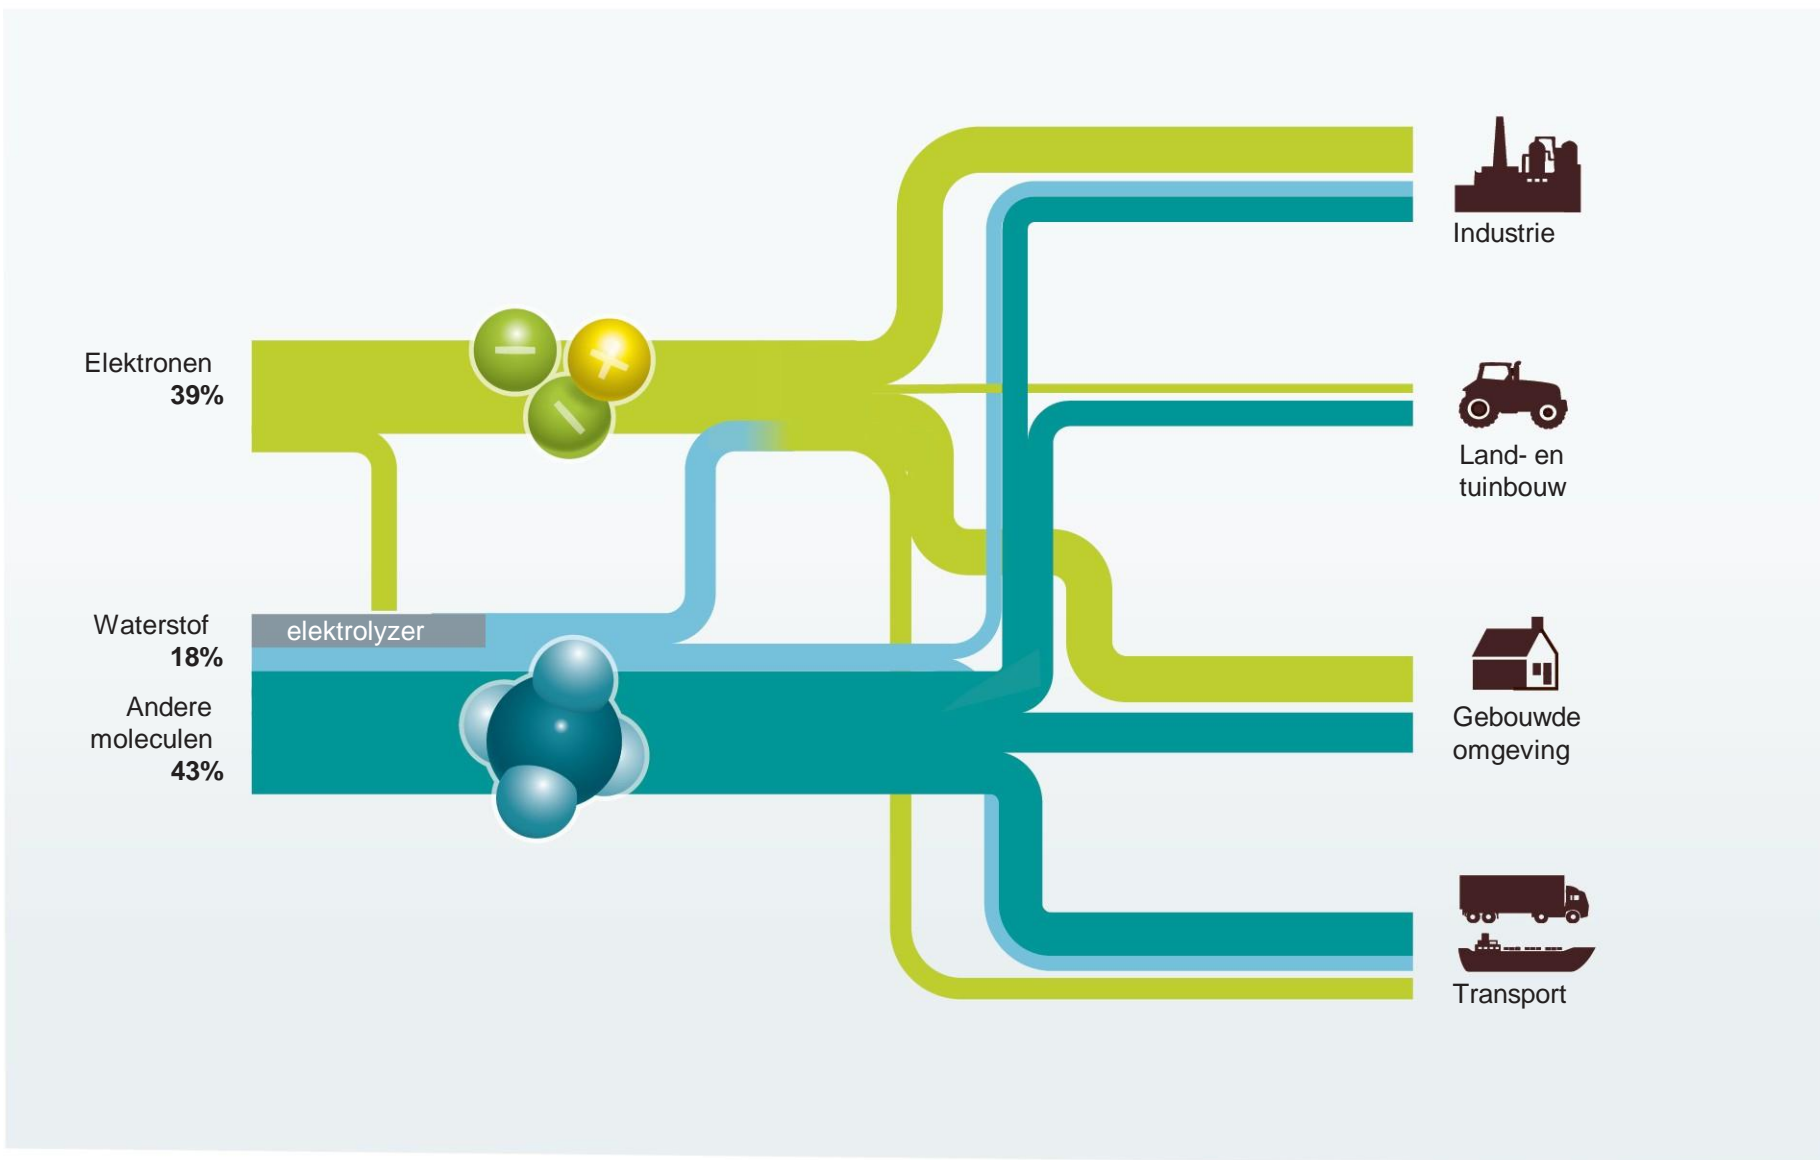 Industrie
Elektronen
39%
Land- en
tuinbouw
Waterstof
18%
elektrolyzer
Andere
moleculen
43%
Gebouwde
omgeving
Transport